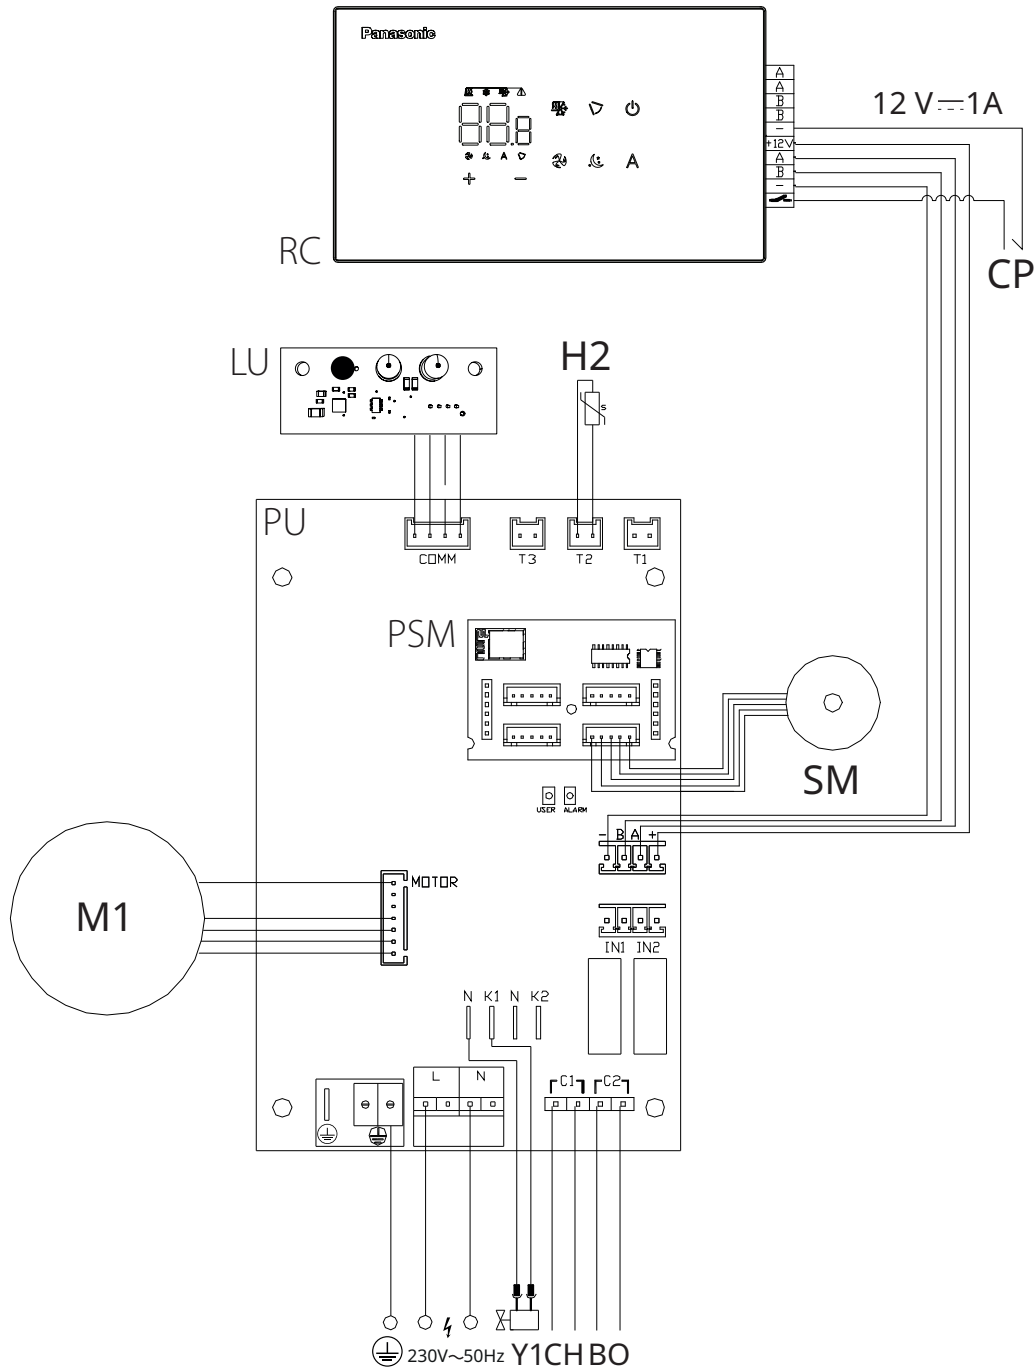 Panasonic
A
A
B
B
-
+12V
A
B
-
12 V 1A
A
RC
CP
LU
H2
S
PU
COMM
T3
T2
T1
PSM
SM
USER
ALARM
- B A +
MOTOR
M1
IN1 IN2
N K1 N K2
L N
C1 C2
230V~50Hz Y1 CH BO